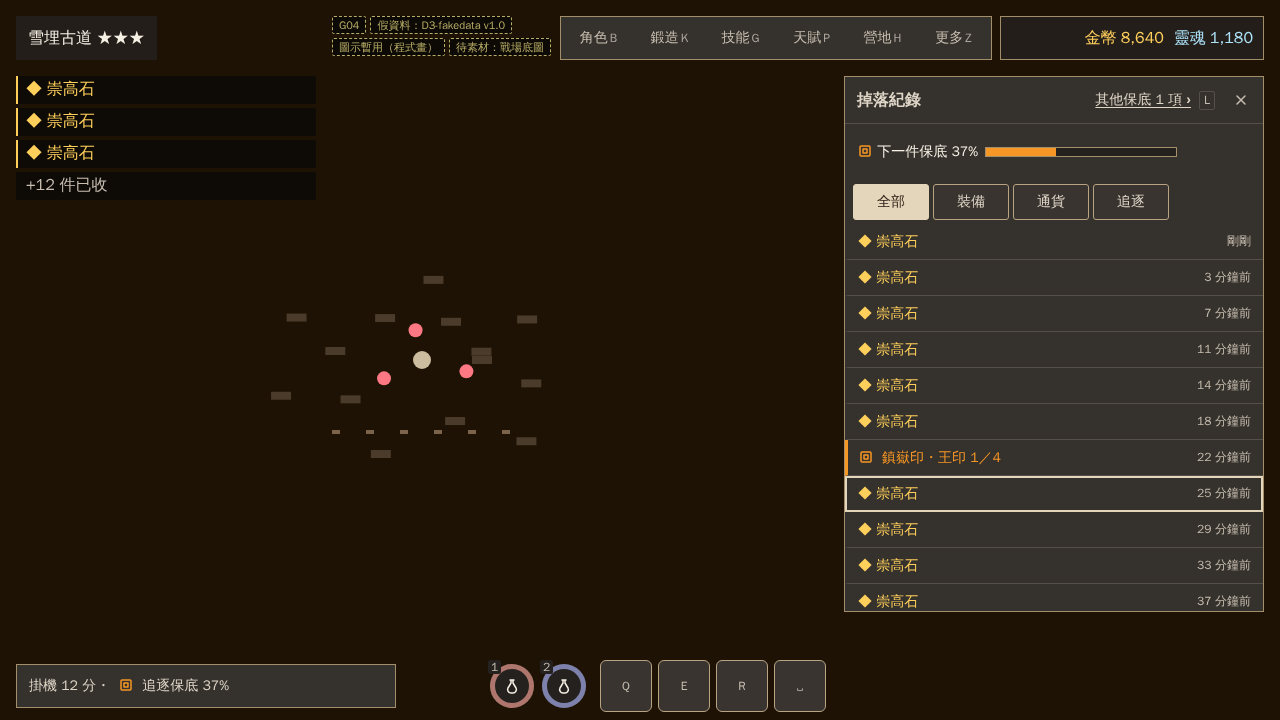 雪埋古道 ★★★
G04 假資料：D3-fakedata v1.0
圖示暫用（程式畫） 待素材：戰場底圖
角色B 鍛造K 技能G 天賦P 營地H 更多Z
金幣 8,640 靈魂 1,180
崇高石
崇高石
崇高石
+12 件已收
掉落紀錄 其他保底 1 項 › L ×
下一件保底 37%
全部 裝備 通貨 追逐
崇高石 剛剛
崇高石 3 分鐘前
崇高石 7 分鐘前
崇高石 11 分鐘前
崇高石 14 分鐘前
崇高石 18 分鐘前
鎮嶽印・王印 1／4 22 分鐘前
崇高石 25 分鐘前
崇高石 29 分鐘前
崇高石 33 分鐘前
崇高石 37 分鐘前
掛機 12 分・ 追逐保底 37%
1 2 Q E R ⎵